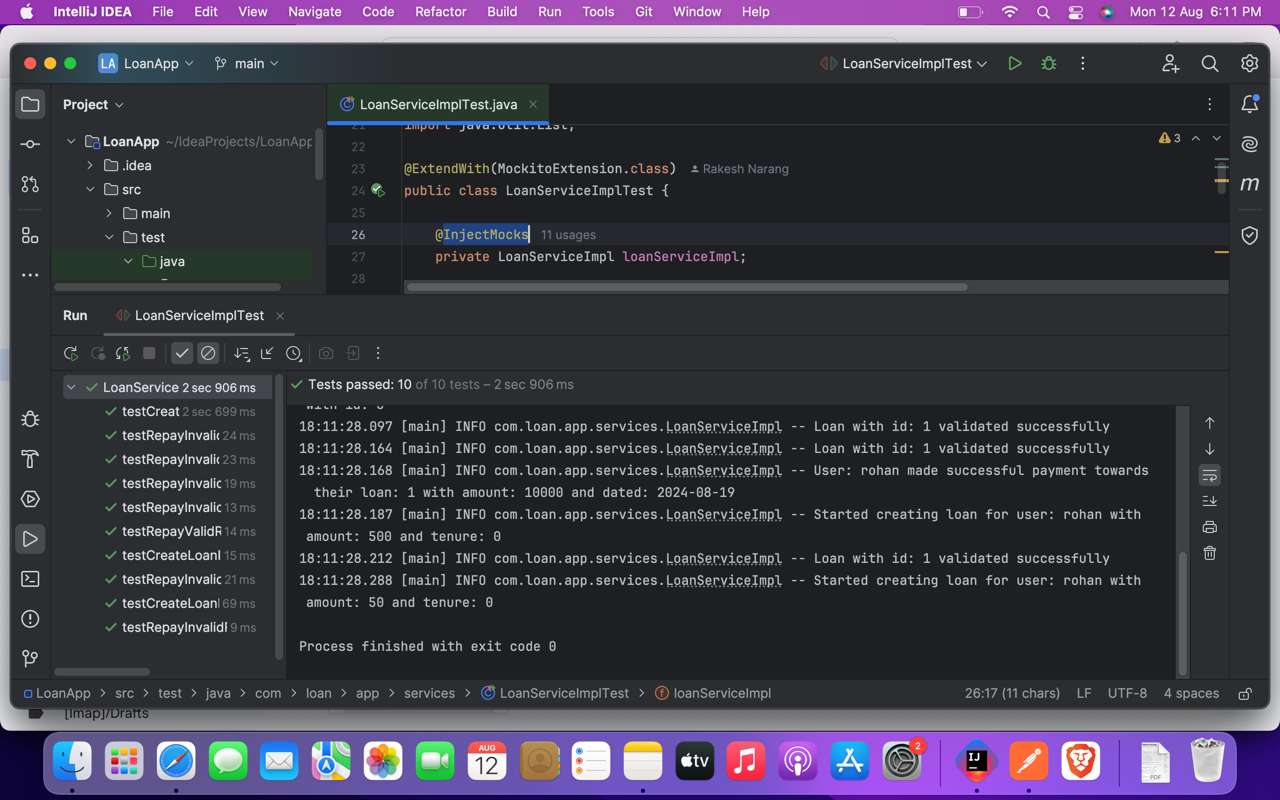 IntelliJ IDEA File Edit View Navigate Code Refactor Build Run Tools Git Window Help Mon 12 Aug 6:11 PM
LA LoanApp main LoanServiceImplTest
Project LoanServiceImplTest.java
LoanApp ~/IdeaProjects/LoanApp
.idea
src
main
test
java
21 import java.util.List;
22
23 @ExtendWith(MockitoExtension.class) Rakesh Narang
24 public class LoanServiceImplTest {
25
26 @InjectMocks 11 usages
27 private LoanServiceImpl loanServiceImpl;
28
3
Run LoanServiceImplTest
LoanService 2 sec 906 ms
testCreat 2 sec 699 ms
testRepayInvalic 24 ms
testRepayInvalic 23 ms
testRepayInvalic 19 ms
testRepayInvalic 13 ms
testRepayValidR 14 ms
testCreateLoanI 15 ms
testRepayInvalic 21 ms
testCreateLoanI 69 ms
testRepayInvalidI 9 ms
Tests passed: 10 of 10 tests – 2 sec 906 ms
with id: 0
18:11:28.097 [main] INFO com.loan.app.services.LoanServiceImpl -- Loan with id: 1 validated successfully
18:11:28.164 [main] INFO com.loan.app.services.LoanServiceImpl -- Loan with id: 1 validated successfully
18:11:28.168 [main] INFO com.loan.app.services.LoanServiceImpl -- User: rohan made successful payment towards
their loan: 1 with amount: 10000 and dated: 2024-08-19
18:11:28.187 [main] INFO com.loan.app.services.LoanServiceImpl -- Started creating loan for user: rohan with
amount: 500 and tenure: 0
18:11:28.212 [main] INFO com.loan.app.services.LoanServiceImpl -- Loan with id: 1 validated successfully
18:11:28.288 [main] INFO com.loan.app.services.LoanServiceImpl -- Started creating loan for user: rohan with
amount: 50 and tenure: 0
Process finished with exit code 0
LoanApp > src > test > java > com > loan > app > services > LoanServiceImplTest > loanServiceImpl 26:17 (11 chars) LF UTF-8 4 spaces
[Imap]/Drafts
AUG
12
tv
2
IJ
PDF